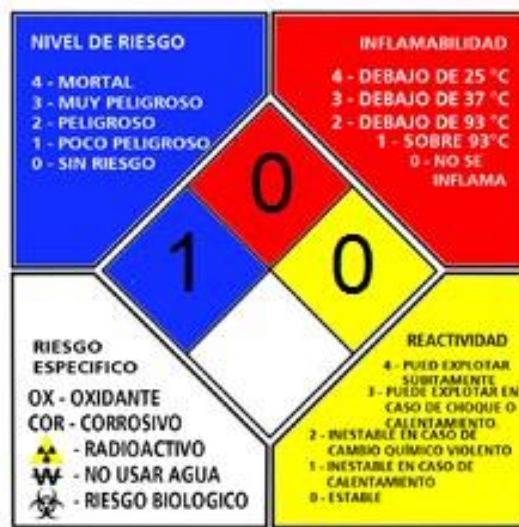 NIVEL DE RIESGO
4 - MORTAL
3 - MUY PELIGROSO
2 - PELIGROSO
1 - POCO PELIGROSO
0 - SIN RIESGO
INFLAMABILIDAD
4 - DEBAJO DE 25 °C
3 - DEBAJO DE 37 °C
2 - DEBAJO DE 93 °C
1 - SOBRE 93°C
0 - NO SE
INFLAMA
0
1
0
RIESGO
ESPECIFICO
OX - OXIDANTE
COR - CORROSIVO
- RADIOACTIVO
W - NO USAR AGUA
- RIESGO BIOLOGICO
REACTIVIDAD
4 - PUED EXPLOTAR
SÚBITAMENTE
3 - PUEDE EXPLOTAR EN
CASO DE CHOQUE O
CALENTAMIENTO.
2 - INESTABLE EN CASO DE
CAMBIO QUÍMICO VIOLENTO
1 - INESTABLE EN CASO DE
CALENTAMIENTO
0 - ESTABLE